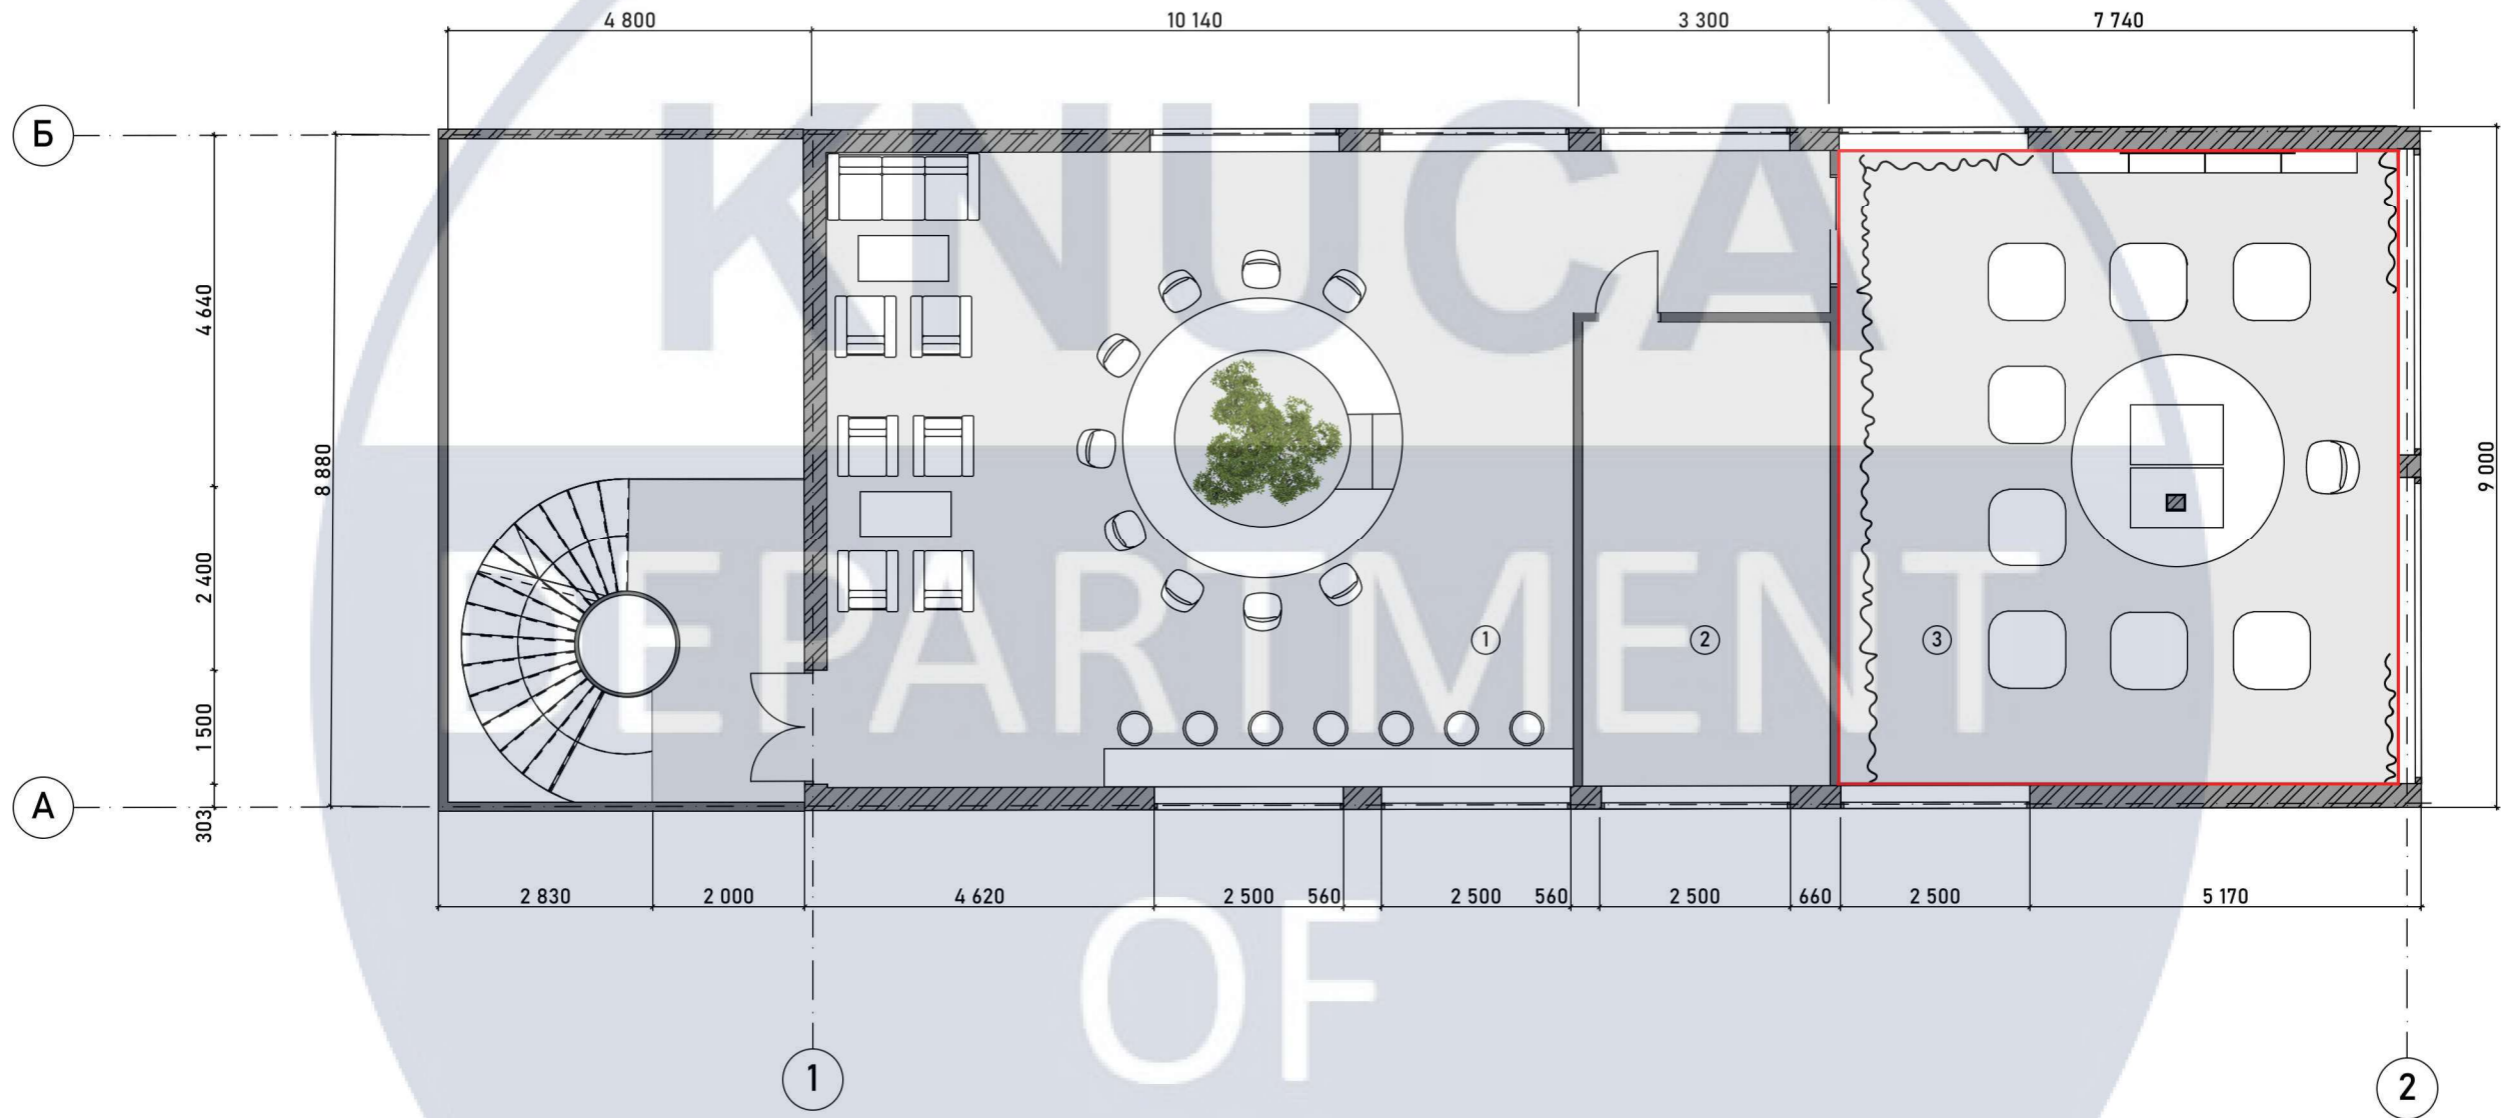 4 800 10 140 3 300 7 740
Б
KNUCA
4 640
8 880
9 000
2 400
DEPARTMENT
1 2 3
1 500
А
303
2 830 2 000 4 620 2 500 560 2 500 560 2 500 660 2 500 5 170
OF
1 2